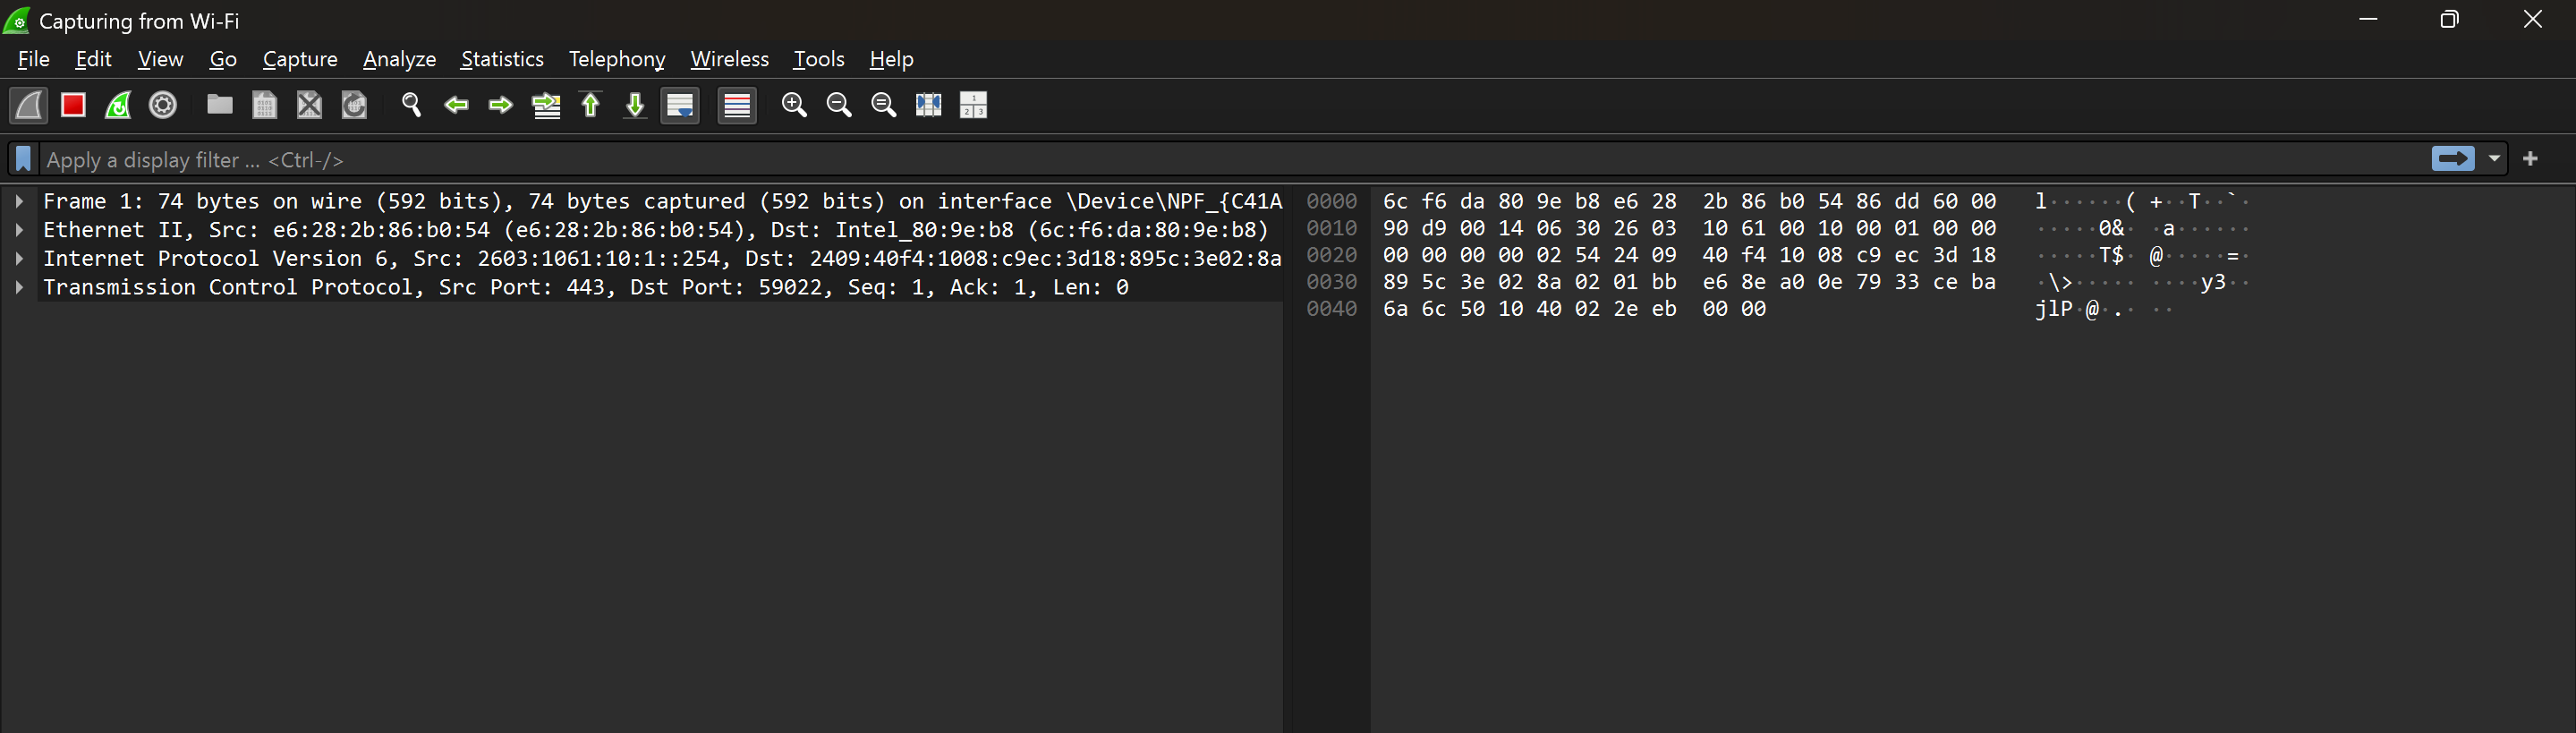 Capturing from Wi-Fi
File Edit View Go Capture Analyze Statistics Telephony Wireless Tools Help
Apply a display filter ... <Ctrl-/>
Frame 1: 74 bytes on wire (592 bits), 74 bytes captured (592 bits) on interface \Device\NPF_{C41A
Ethernet II, Src: e6:28:2b:86:b0:54 (e6:28:2b:86:b0:54), Dst: Intel_80:9e:b8 (6c:f6:da:80:9e:b8)
Internet Protocol Version 6, Src: 2603:1061:10:1::254, Dst: 2409:40f4:1008:c9ec:3d18:895c:3e02:8a
Transmission Control Protocol, Src Port: 443, Dst Port: 59022, Seq: 1, Ack: 1, Len: 0
0000 6c f6 da 80 9e b8 e6 28 2b 86 b0 54 86 dd 60 00 l······( +··T··`·
0010 90 d9 00 14 06 30 26 03 10 61 00 10 00 01 00 00 ·····0&· ·a······
0020 00 00 00 00 02 54 24 09 40 f4 10 08 c9 ec 3d 18 ·····T$· @·····=·
0030 89 5c 3e 02 8a 02 01 bb e6 8e a0 0e 79 33 ce ba ·\>····· ····y3··
0040 6a 6c 50 10 40 02 2e eb 00 00 jlP·@·.· ··